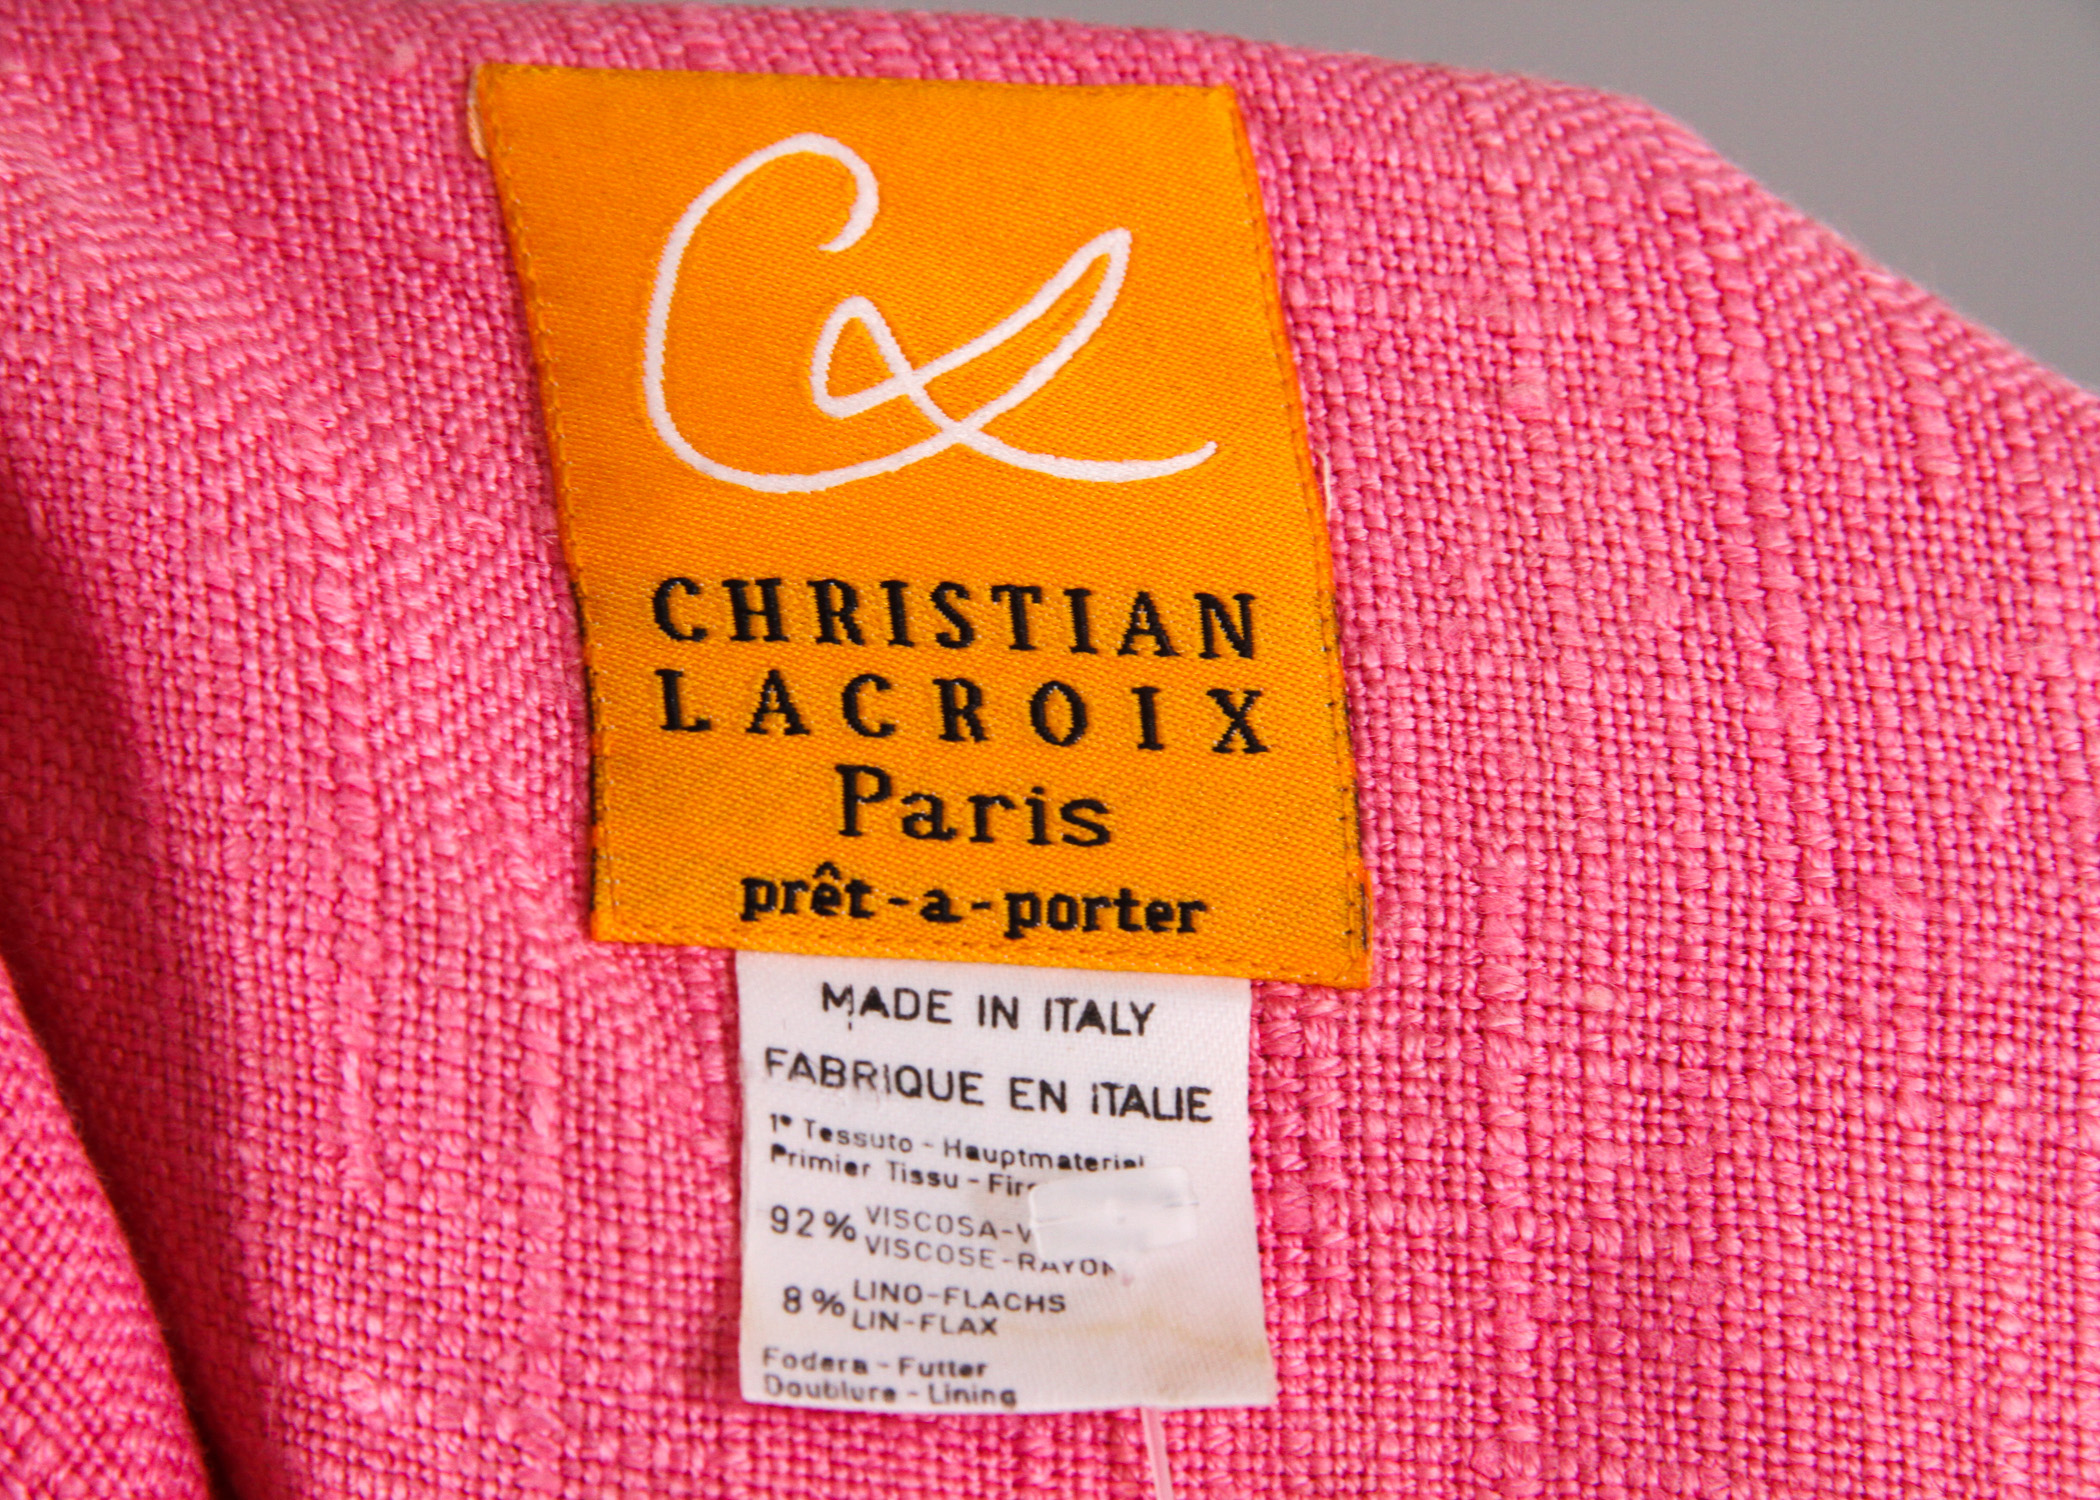 CHRISTIAN
LACROIX
Paris
prêt-a-porter
MADE IN ITALY
FABRIQUE EN ITALIE
1° Tessuto - Hauptmaterial
Primier Tissu -
92% VISCOSA-
VISCOSE-RAYON
8% LINO-FLACHS
LIN-FLAX
Fodera - Futter
Doublure - Lining